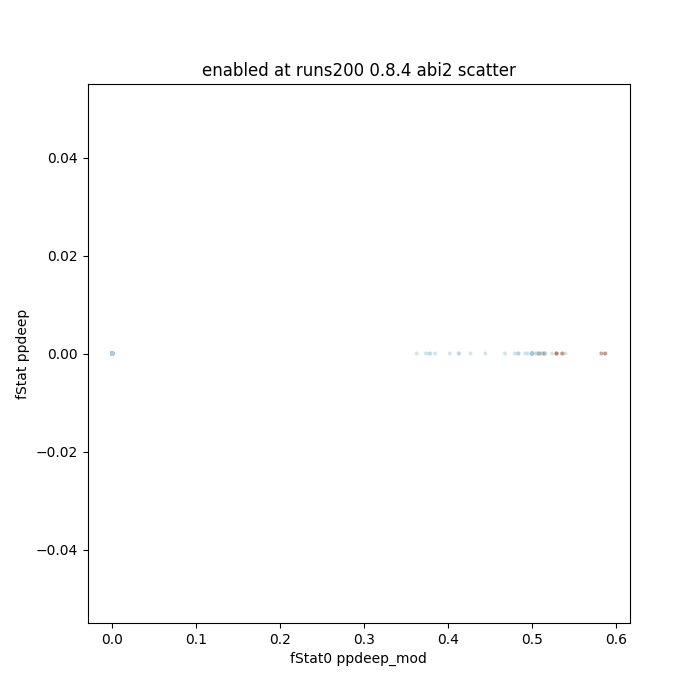 enabled at runs200 0.8.4 abi2 scatter
0.04
0.02
0.00
−0.02
−0.04
fStat ppdeep
0.0 0.1 0.2 0.3 0.4 0.5 0.6
fStat0 ppdeep_mod